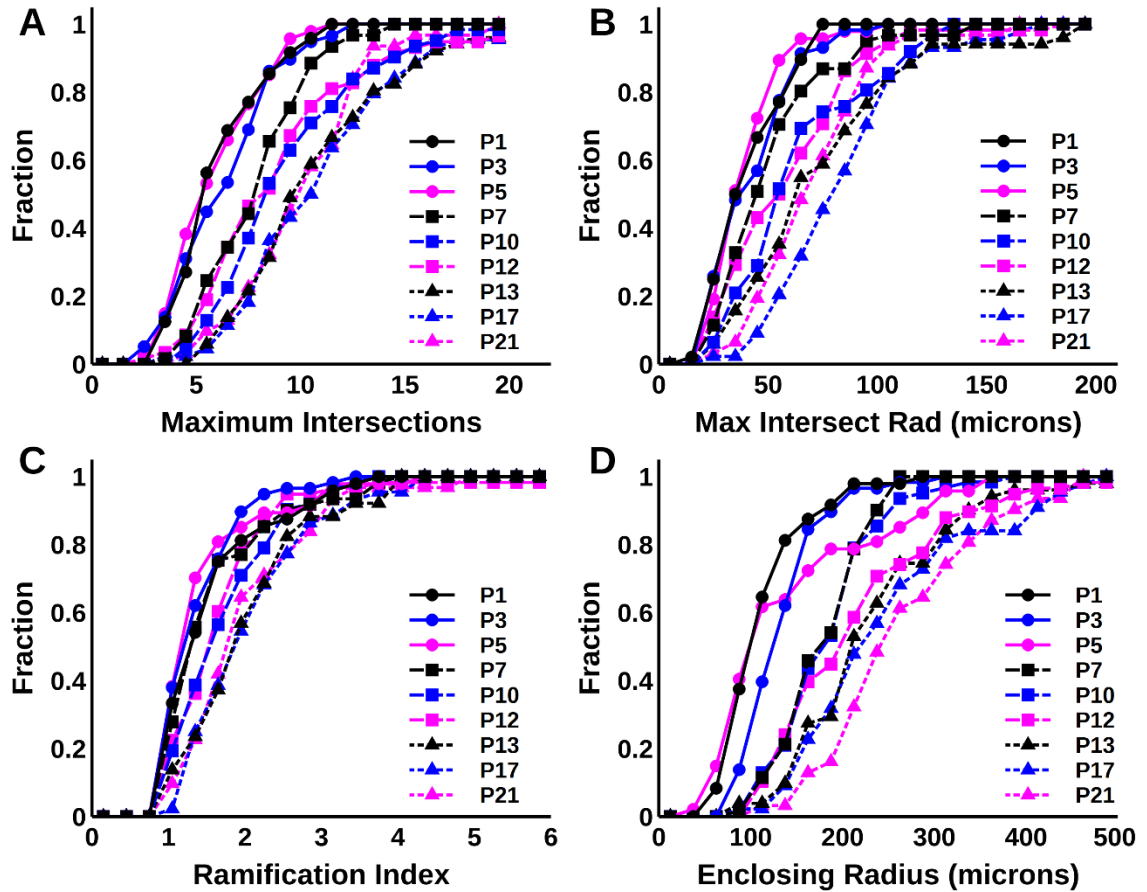 A
Fraction
1
0.8
0.6
0.4
0.2
0
0 5 10 15 20
Maximum Intersections
P1
P3
P5
P7
P10
P12
P13
P17
P21
B
Fraction
1
0.8
0.6
0.4
0.2
0
0 50 100 150 200
Max Intersect Rad (microns)
P1
P3
P5
P7
P10
P12
P13
P17
P21
C
Fraction
1
0.8
0.6
0.4
0.2
0
0 1 2 3 4 5 6
Ramification Index
P1
P3
P5
P7
P10
P12
P13
P17
P21
D
Fraction
1
0.8
0.6
0.4
0.2
0
0 100 200 300 400 500
Enclosing Radius (microns)
P1
P3
P5
P7
P10
P12
P13
P17
P21